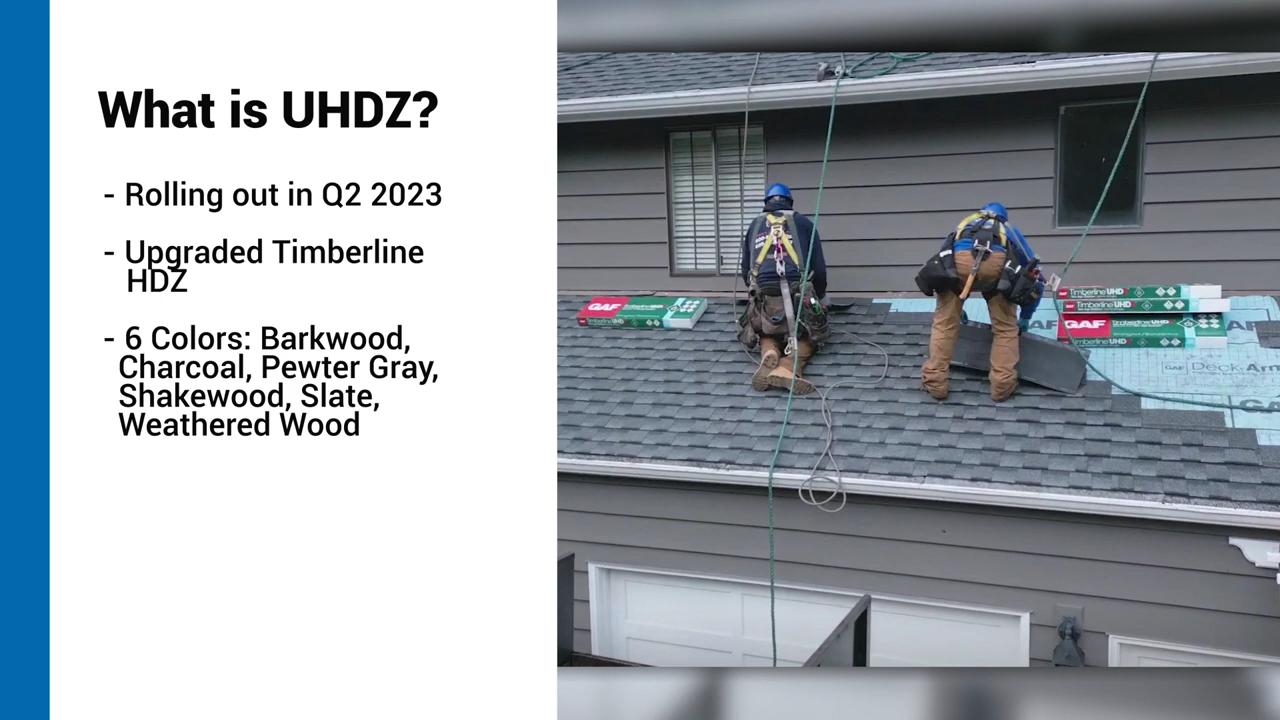 What is UHDZ?
- Rolling out in Q2 2023
- Upgraded Timberline
HDZ
- 6 Colors: Barkwood,
Charcoal, Pewter Gray,
Shakewood, Slate,
Weathered Wood
GAF
Timberline UHD
Timberline UHD
GAF Timberline UHD
GAF Deck-Arm